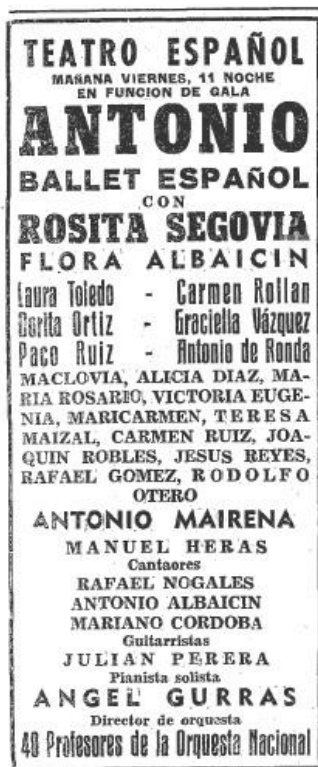 TEATRO ESPAÑOL
MAÑANA VIERNES, 11 NOCHE
EN FUNCION DE GALA
ANTONIO
BALLET ESPAÑOL
CON
ROSITA SEGOVIA
FLORA ALBAICIN
Laura Toledo - Carmen Rollan
Corita Ortiz - Graciella Vázquez
Paco Ruiz - Antonio de Ronda
MACLOVIA, ALICIA DIAZ, MA-
RIA ROSARIO, VICTORIA EUGE-
NIA, MARICARMEN, TERESA
MAIZAL, CARMEN RUIZ, JOA-
QUIN ROBLES, JESUS REYES,
RAFAEL GOMEZ, RODOLFO
OTERO
ANTONIO MAIRENA
MANUEL HERAS
Cantaores
RAFAEL NOGALES
ANTONIO ALBAICIN
MARIANO CORDOBA
Guitarristas
JULIAN PERERA
Pianista solista
ANGEL GURRAS
Director de orquesta
40 Profesores de la Orquesta Nacional